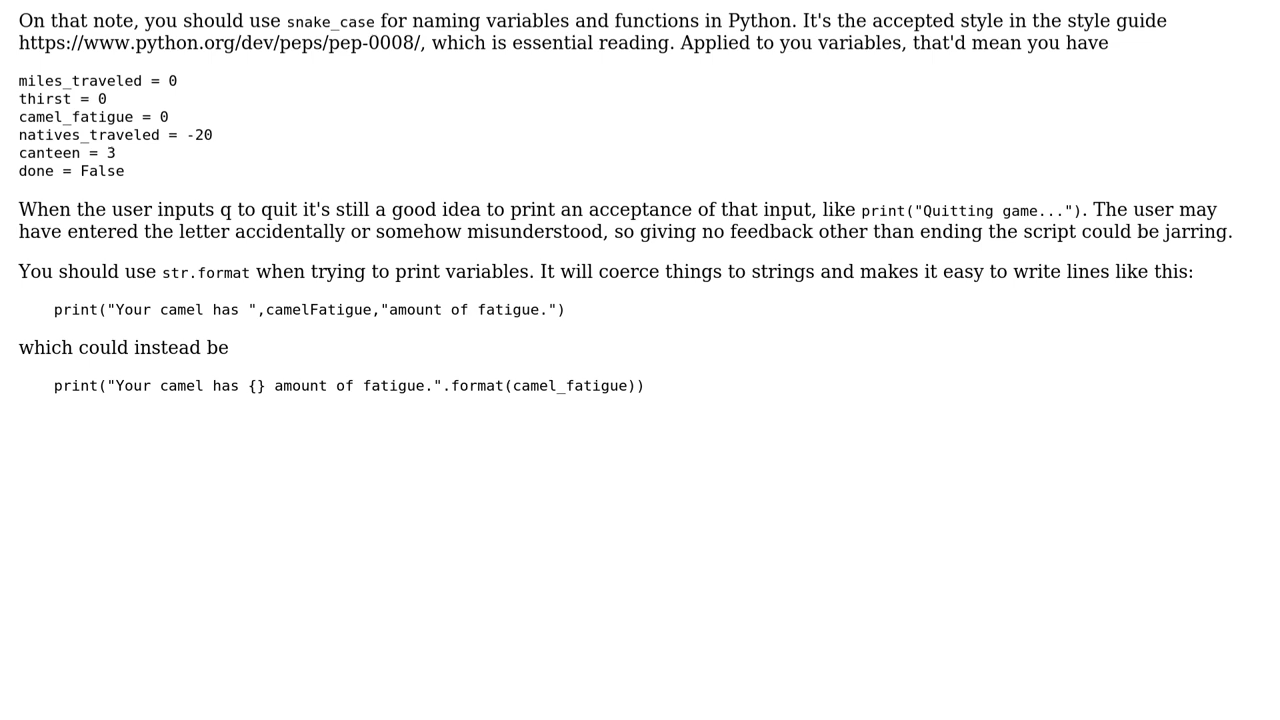 On that note, you should use snake_case for naming variables and functions in Python. It's the accepted style in the style guide
https://www.python.org/dev/peps/pep-0008/, which is essential reading. Applied to you variables, that'd mean you have
miles_traveled = 0
thirst = 0
camel_fatigue = 0
natives_traveled = -20
canteen = 3
done = False
When the user inputs q to quit it's still a good idea to print an acceptance of that input, like print("Quitting game..."). The user may
have entered the letter accidentally or somehow misunderstood, so giving no feedback other than ending the script could be jarring.
You should use str.format when trying to print variables. It will coerce things to strings and makes it easy to write lines like this:
print("Your camel has ",camelFatigue,"amount of fatigue.")
which could instead be
print("Your camel has {} amount of fatigue.".format(camel_fatigue))